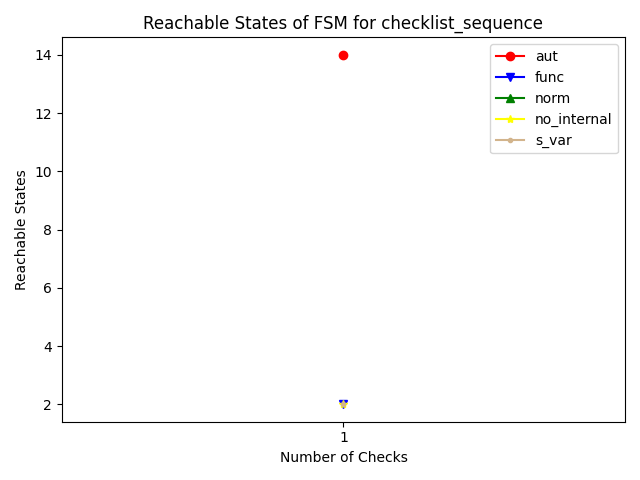 Reachable States of FSM for checklist_sequence
14
12
10
8
6
4
2
Reachable States
aut
func
norm
no_internal
s_var
1
Number of Checks